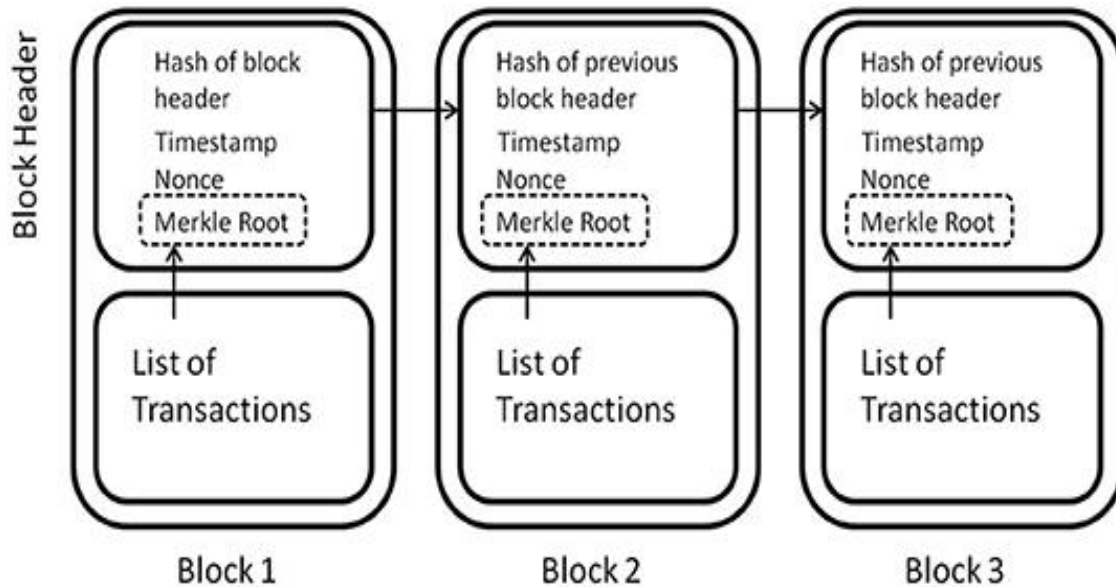 Block Header
Hash of block
header
Timestamp
Nonce
Merkle Root
List of
Transactions
Block 1
Hash of previous
block header
Timestamp
Nonce
Merkle Root
List of
Transactions
Block 2
Hash of previous
block header
Timestamp
Nonce
Merkle Root
List of
Transactions
Block 3